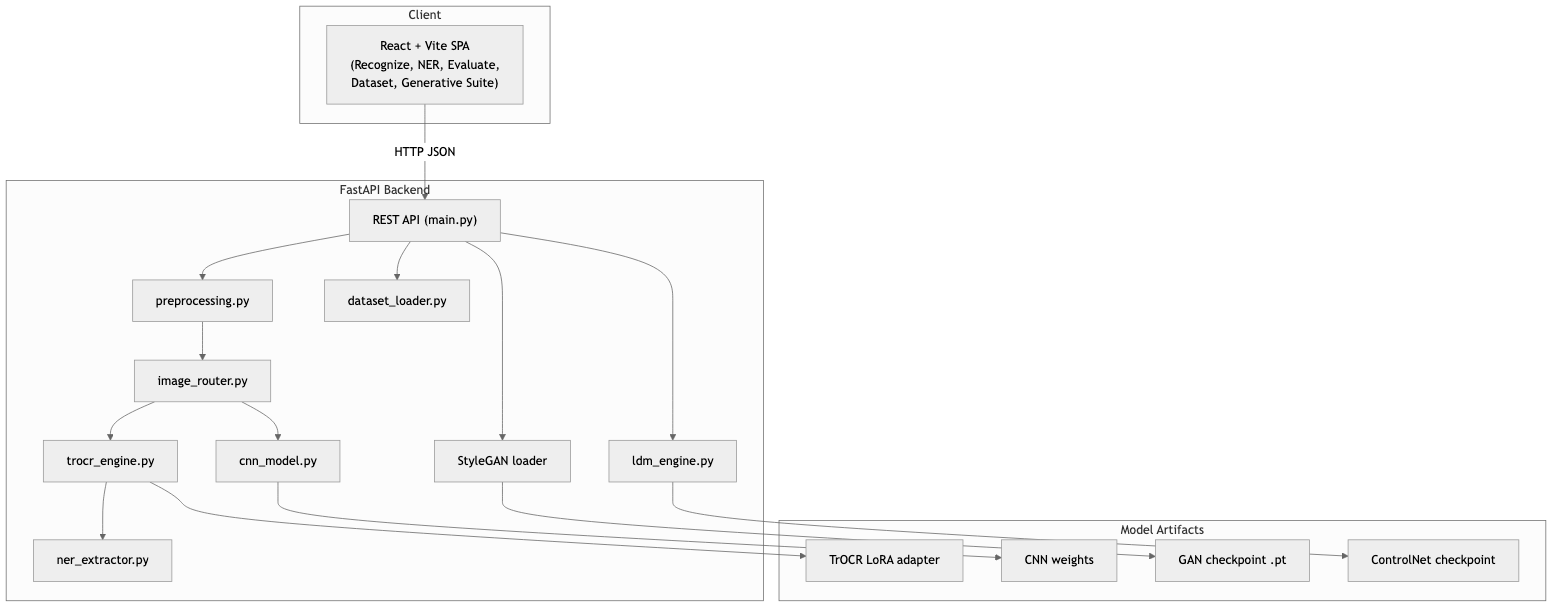 Client
React + Vite SPA
(Recognize, NER, Evaluate,
Dataset, Generative Suite)
HTTP JSON
FastAPI Backend
REST API (main.py)
preprocessing.py
dataset_loader.py
image_router.py
trocr_engine.py
cnn_model.py
StyleGAN loader
ldm_engine.py
Model Artifacts
ner_extractor.py
TrOCR LoRA adapter
CNN weights
GAN checkpoint .pt
ControlNet checkpoint